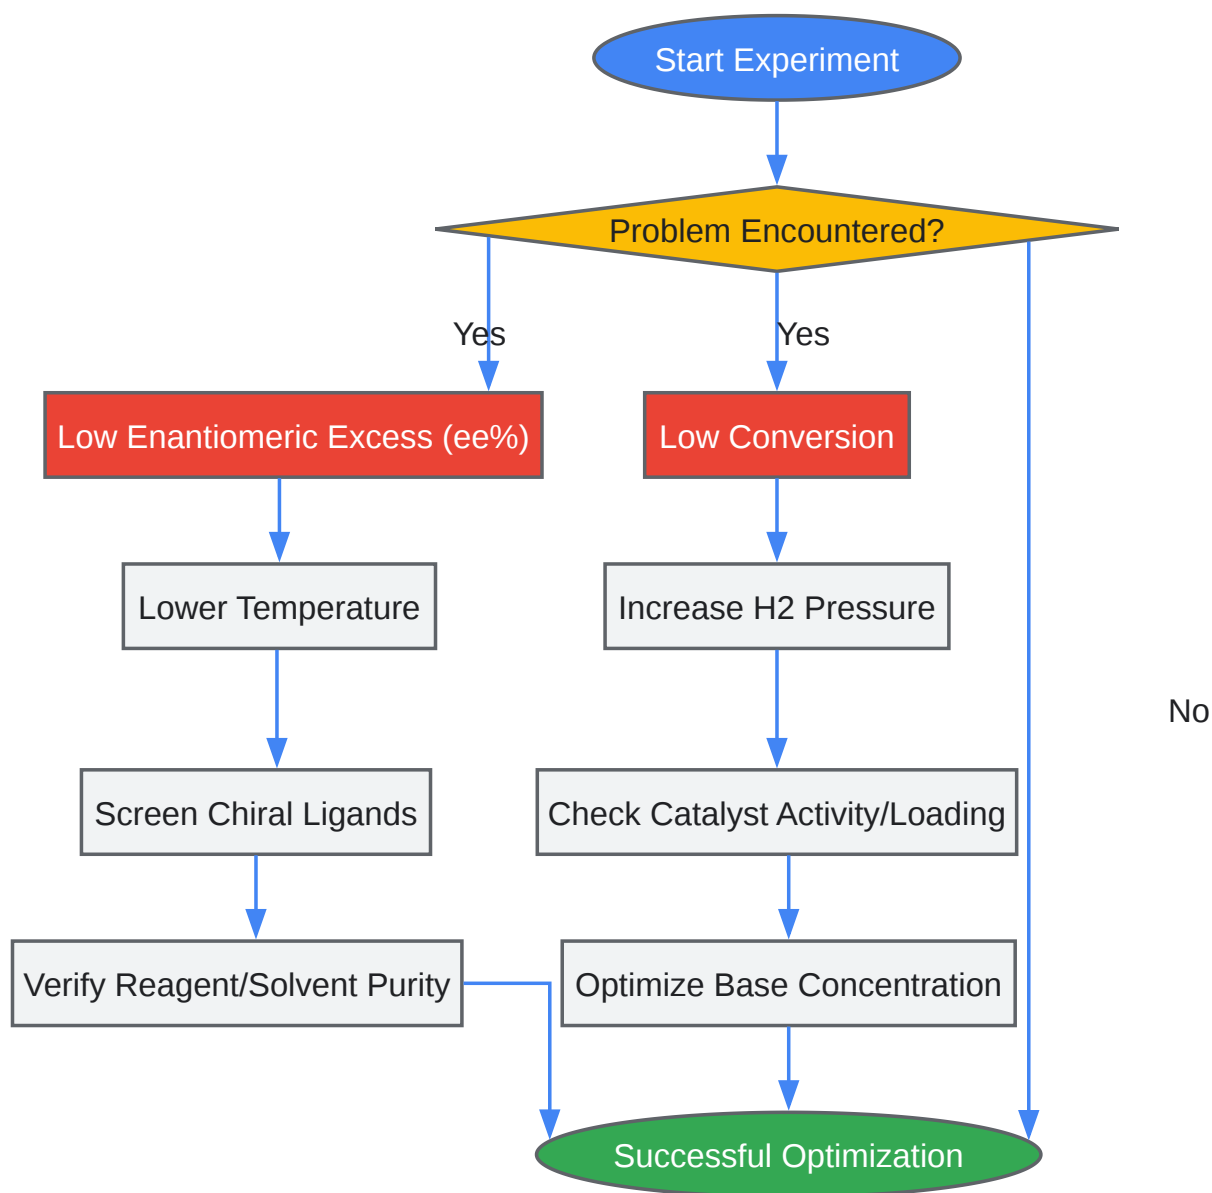 Start Experiment
Problem Encountered?
Yes
Yes
Low Enantiomeric Excess (ee%)
Low Conversion
Lower Temperature
Increase H2 Pressure
No
Screen Chiral Ligands
Check Catalyst Activity/Loading
Verify Reagent/Solvent Purity
Optimize Base Concentration
Successful Optimization